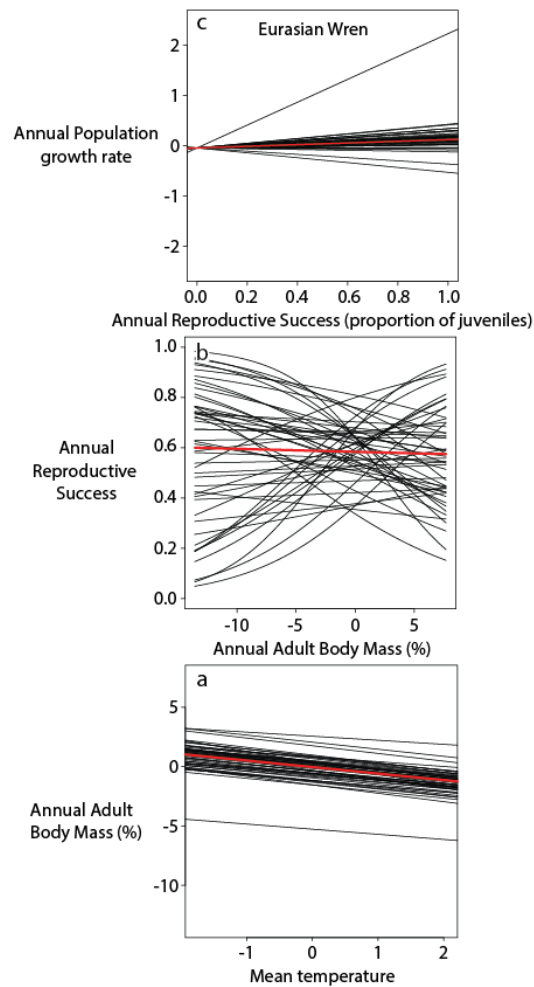 c
Eurasian Wren
2
1
0
-1
-2
Annual Population
growth rate
0.0 0.2 0.4 0.6 0.8 1.0
Annual Reproductive Success (proportion of juveniles)
b
1.0
0.8
0.6
0.4
0.2
0.0
Annual
Reproductive
Success
-10 -5 0 5
Annual Adult Body Mass (%)
a
5
0
-5
-10
Annual Adult
Body Mass (%)
-1 0 1 2
Mean temperature